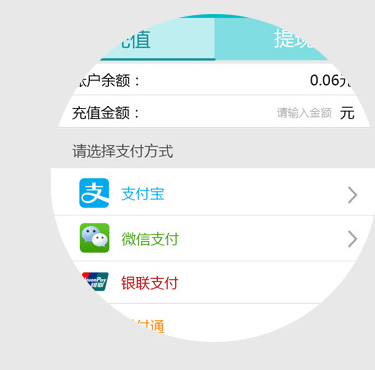 充值 提现
账户余额： 0.06元
充值金额： 请输入金额 元
请选择支付方式
支付宝
微信支付
UnionPay 银联 银联支付
付通